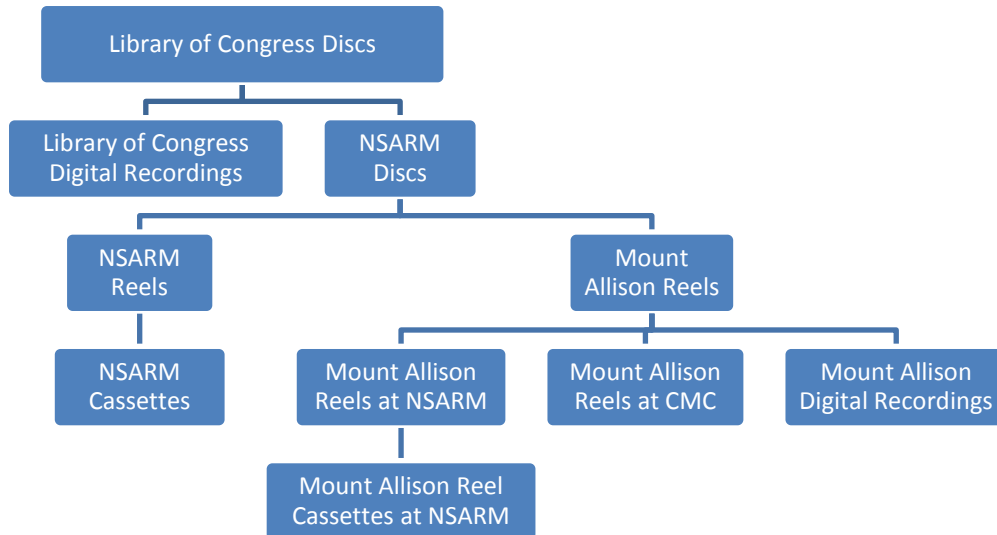 Library of Congress Discs
Library of Congress
Digital Recordings
NSARM
Discs
NSARM
Reels
Mount
Allison Reels
NSARM
Cassettes
Mount Allison
Reels at NSARM
Mount Allison
Reels at CMC
Mount Allison
Digital Recordings
Mount Allison Reel
Cassettes at NSARM